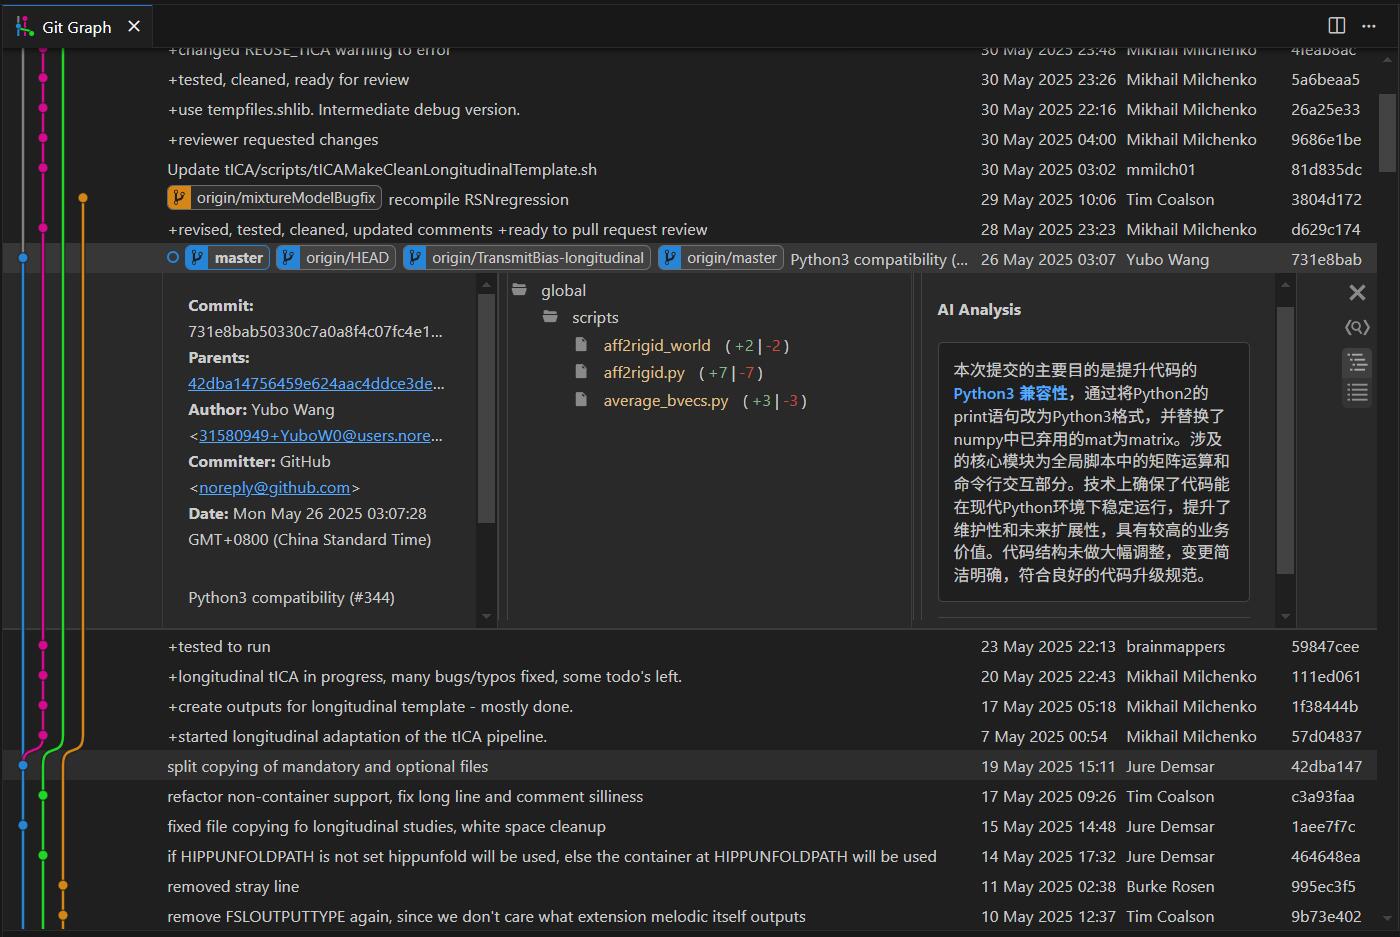 Git Graph
+changed REUSE_TICA warning to error 30 May 2025 23:48 Mikhail Milchenko 4feab8ac
+tested, cleaned, ready for review 30 May 2025 23:26 Mikhail Milchenko 5a6beaa5
+use tempfiles.shlib. Intermediate debug version. 30 May 2025 22:16 Mikhail Milchenko 26a25e33
+reviewer requested changes 30 May 2025 04:00 Mikhail Milchenko 9686e1be
Update tICA/scripts/tICAMakeCleanLongitudinalTemplate.sh 30 May 2025 03:02 mmilch01 81d835dc
origin/mixtureModelBugfix recompile RSNregression 29 May 2025 10:06 Tim Coalson 3804d172
+revised, tested, cleaned, updated comments +ready to pull request review 28 May 2025 23:23 Mikhail Milchenko d629c174
master origin/HEAD origin/TransmitBias-longitudinal origin/master Python3 compatibility (... 26 May 2025 03:07 Yubo Wang 731e8bab
Commit:
731e8bab50330c7a0a8f4c07fc4e1...
Parents:
42dba14756459e624aac4ddce3de...
Author: Yubo Wang
<31580949+YuboW0@users.nore...
Committer: GitHub
<noreply@github.com>
Date: Mon May 26 2025 03:07:28
GMT+0800 (China Standard Time)
Python3 compatibility (#344)
global
scripts
aff2rigid_world ( +2 | -2 )
aff2rigid.py ( +7 | -7 )
average_bvecs.py ( +3 | -3 )
AI Analysis
本次提交的主要目的是提升代码的
Python3 兼容性，通过将Python2的
print语句改为Python3格式，并替换了
numpy中已弃用的mat为matrix。涉及
的核心模块为全局脚本中的矩阵运算和
命令行交互部分。技术上确保了代码能
在现代Python环境下稳定运行，提升了
维护性和未来扩展性，具有较高的业务
价值。代码结构未做大幅调整，变更简
洁明确，符合良好的代码升级规范。
+tested to run 23 May 2025 22:13 brainmappers 59847cee
+longitudinal tICA in progress, many bugs/typos fixed, some todo's left. 20 May 2025 22:43 Mikhail Milchenko 111ed061
+create outputs for longitudinal template - mostly done. 17 May 2025 05:18 Mikhail Milchenko 1f38444b
+started longitudinal adaptation of the tICA pipeline. 7 May 2025 00:54 Mikhail Milchenko 57d04837
split copying of mandatory and optional files 19 May 2025 15:11 Jure Demsar 42dba147
refactor non-container support, fix long line and comment silliness 17 May 2025 09:26 Tim Coalson c3a93faa
fixed file copying fo longitudinal studies, white space cleanup 15 May 2025 14:48 Jure Demsar 1aee7f7c
if HIPPUNFOLDPATH is not set hippunfold will be used, else the container at HIPPUNFOLDPATH will be used 14 May 2025 17:32 Jure Demsar 464648ea
removed stray line 11 May 2025 02:38 Burke Rosen 995ec3f5
remove FSLOUTPUTTYPE again, since we don't care what extension melodic itself outputs 10 May 2025 12:37 Tim Coalson 9b73e402